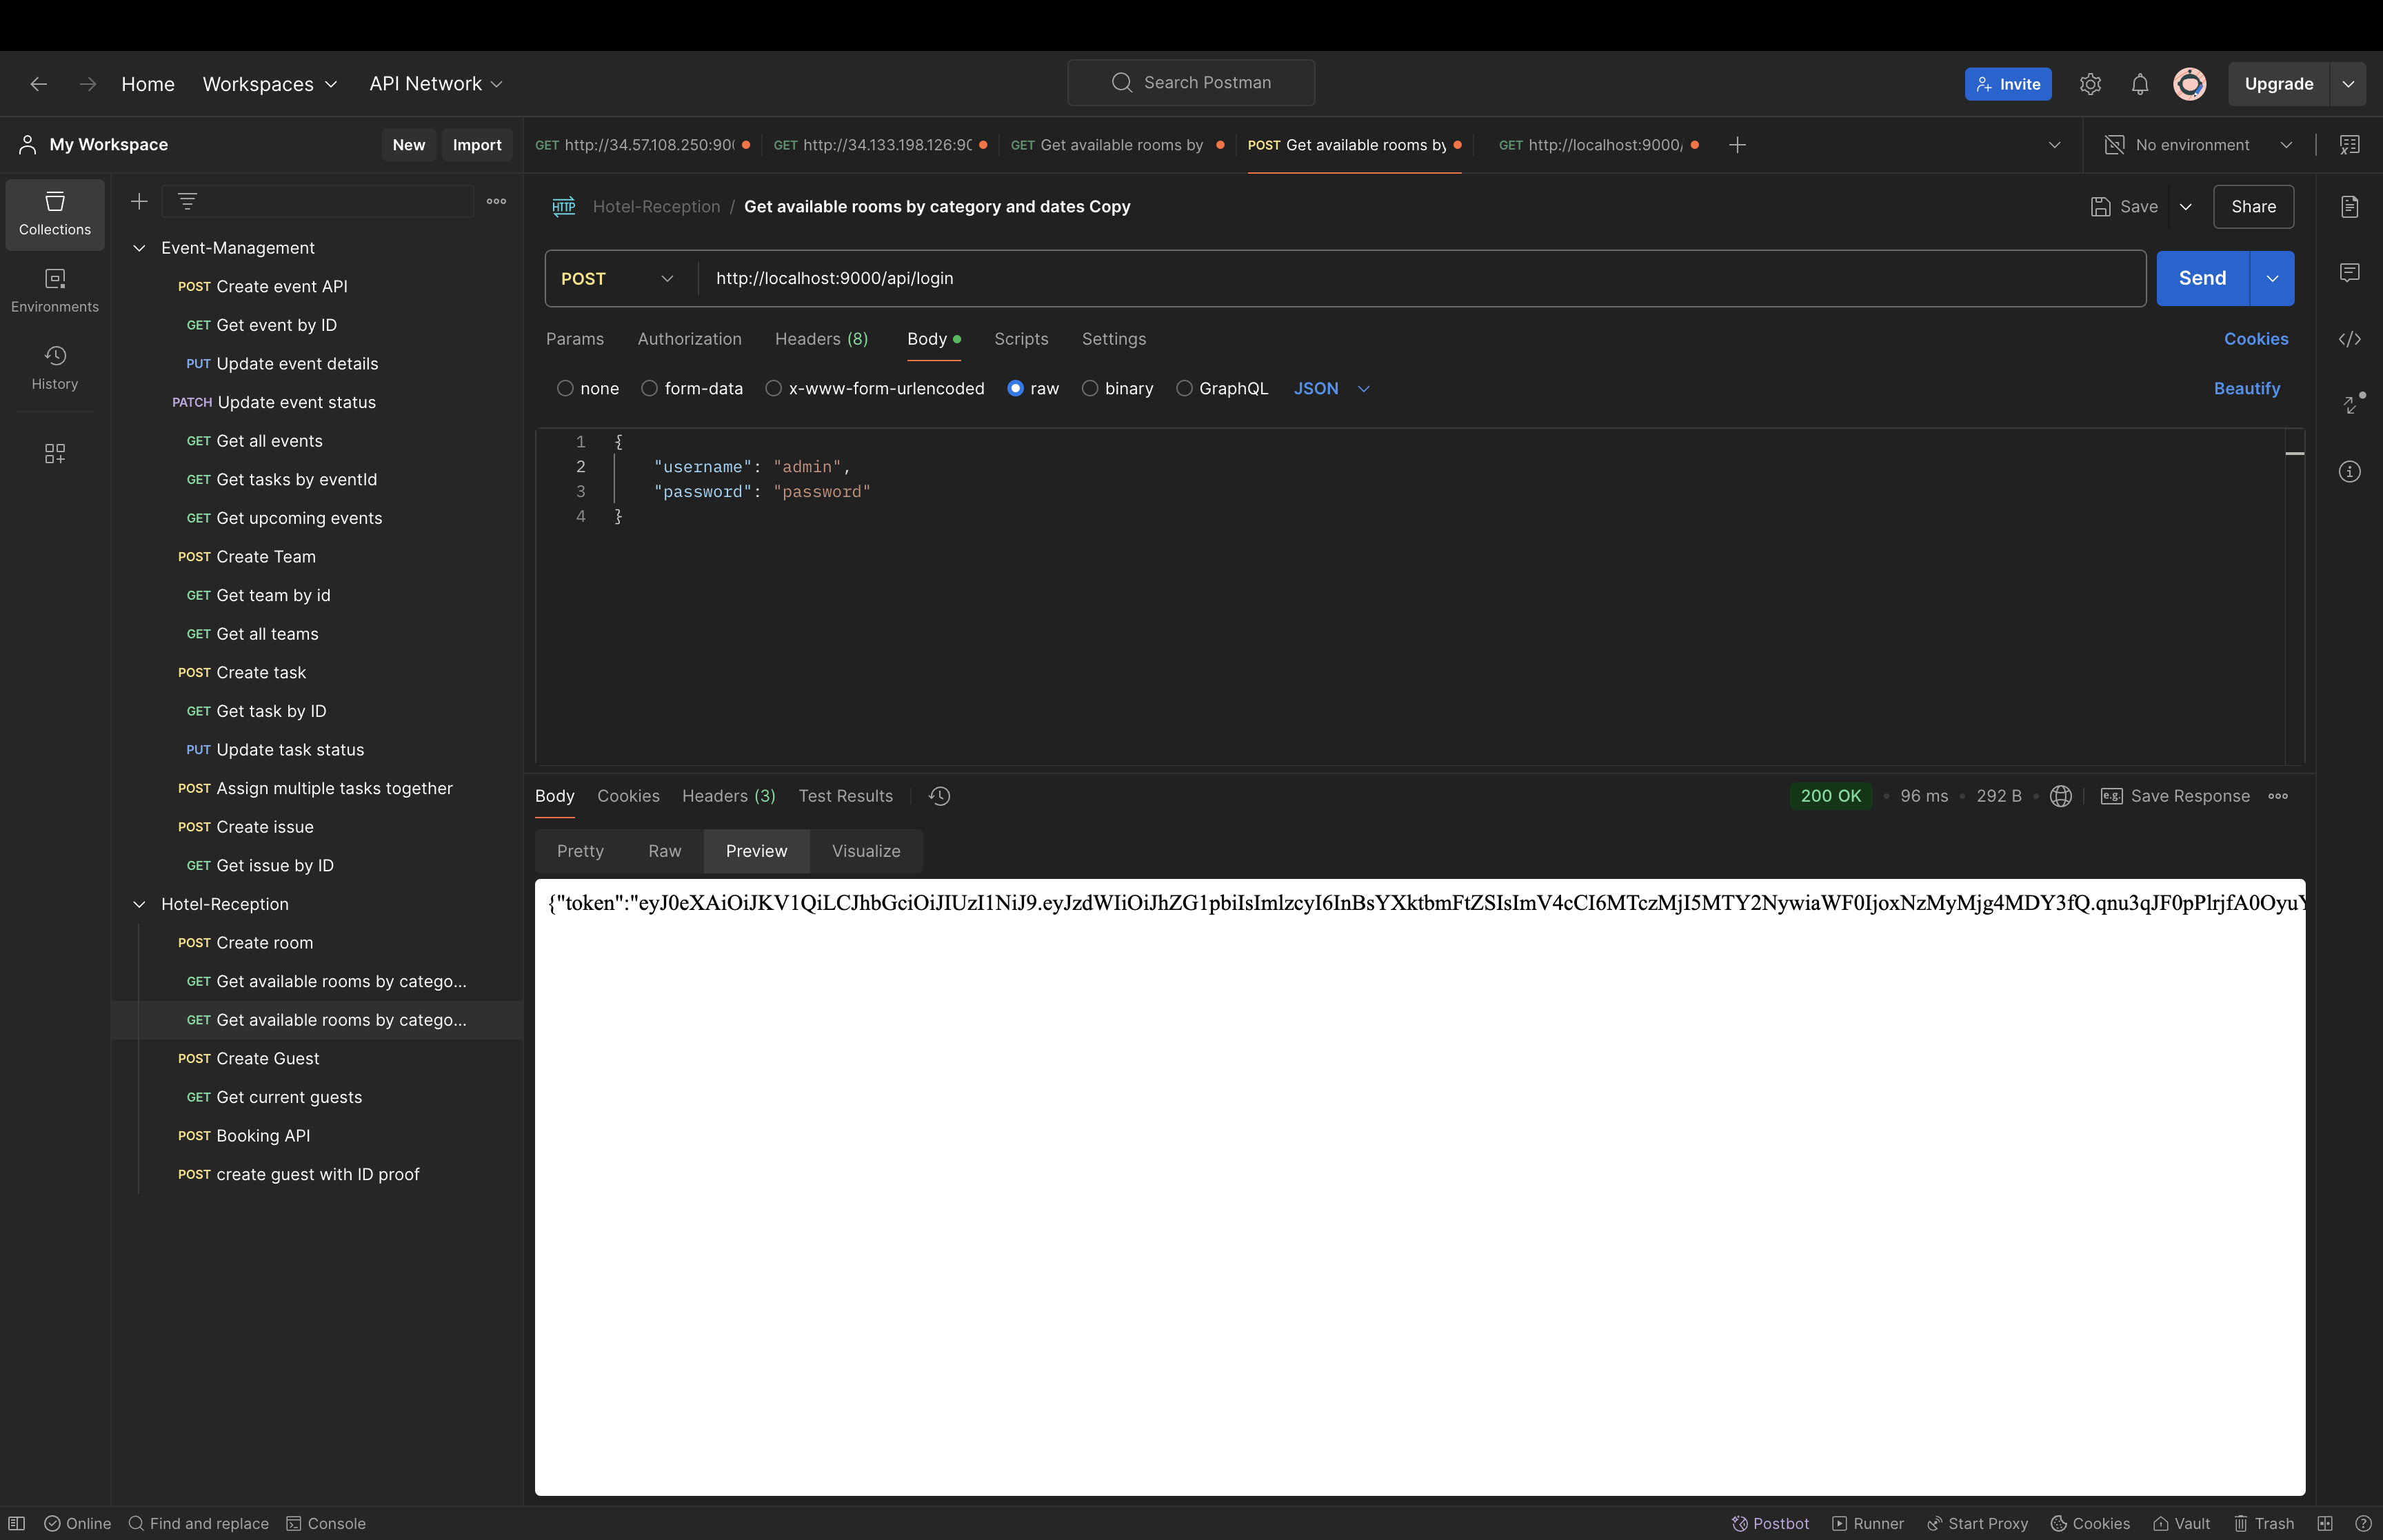 Home Workspaces API Network Search Postman Invite Upgrade
My Workspace New Import GET http://34.57.108.250:90( GET http://34.133.198.126:9( GET Get available rooms by POST Get available rooms by GET http://localhost:9000/ No environment
Collections
Environments
History
Event-Management
POST Create event API
GET Get event by ID
PUT Update event details
PATCH Update event status
GET Get all events
GET Get tasks by eventId
GET Get upcoming events
POST Create Team
GET Get team by id
GET Get all teams
POST Create task
GET Get task by ID
PUT Update task status
POST Assign multiple tasks together
POST Create issue
GET Get issue by ID
Hotel-Reception
POST Create room
GET Get available rooms by catego...
GET Get available rooms by catego...
POST Create Guest
GET Get current guests
POST Booking API
POST create guest with ID proof
HTTP Hotel-Reception / Get available rooms by category and dates Copy Save Share
POST http://localhost:9000/api/login Send
Params Authorization Headers (8) Body Scripts Settings Cookies
none form-data x-www-form-urlencoded raw binary GraphQL JSON Beautify
1 {
2 "username": "admin",
3 "password": "password"
4 }
Body Cookies Headers (3) Test Results 200 OK 96 ms 292 B e.g. Save Response
Pretty Raw Preview Visualize
{"token":"eyJ0eXAiOiJKV1QiLCJhbGciOiJIUzI1NiJ9.eyJzdWIiOiJhZG1pbiIsImlzcyI6InBsYXktbmFtZSIsImV4cCI6MTczMjI5MTY2NywiaWF0IjoxNzMyMjg4MDY3fQ.qnu3qJF0pPlrjfA0OyuY
Online Find and replace Console Postbot Runner Start Proxy Cookies Vault Trash